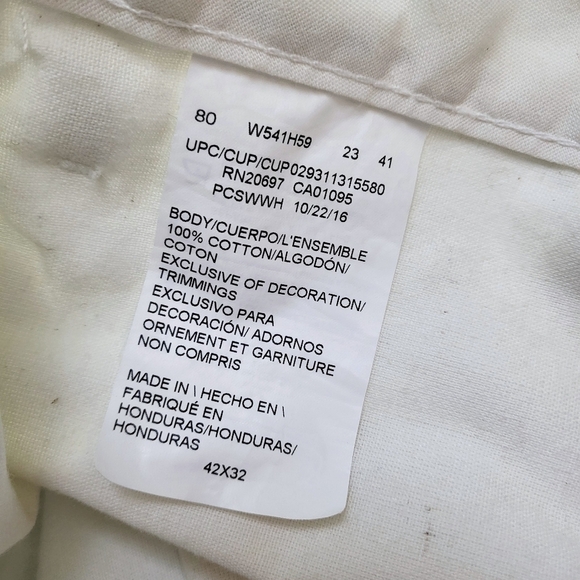 80 W541H59 23 41
UPC/CUP/CUP029311315580
RN20697 CA01095
PCSWWH 10/22/16
BODY/CUERPO/L'ENSEMBLE
100% COTTON/ALGODÓN/
COTON
EXCLUSIVE OF DECORATION/
TRIMMINGS
EXCLUSIVO PARA
DECORACIÓN/ ADORNOS
ORNEMENT ET GARNITURE
NON COMPRIS
MADE IN \ HECHO EN \
FABRIQUÉ EN
HONDURAS/HONDURAS/
HONDURAS
42X32